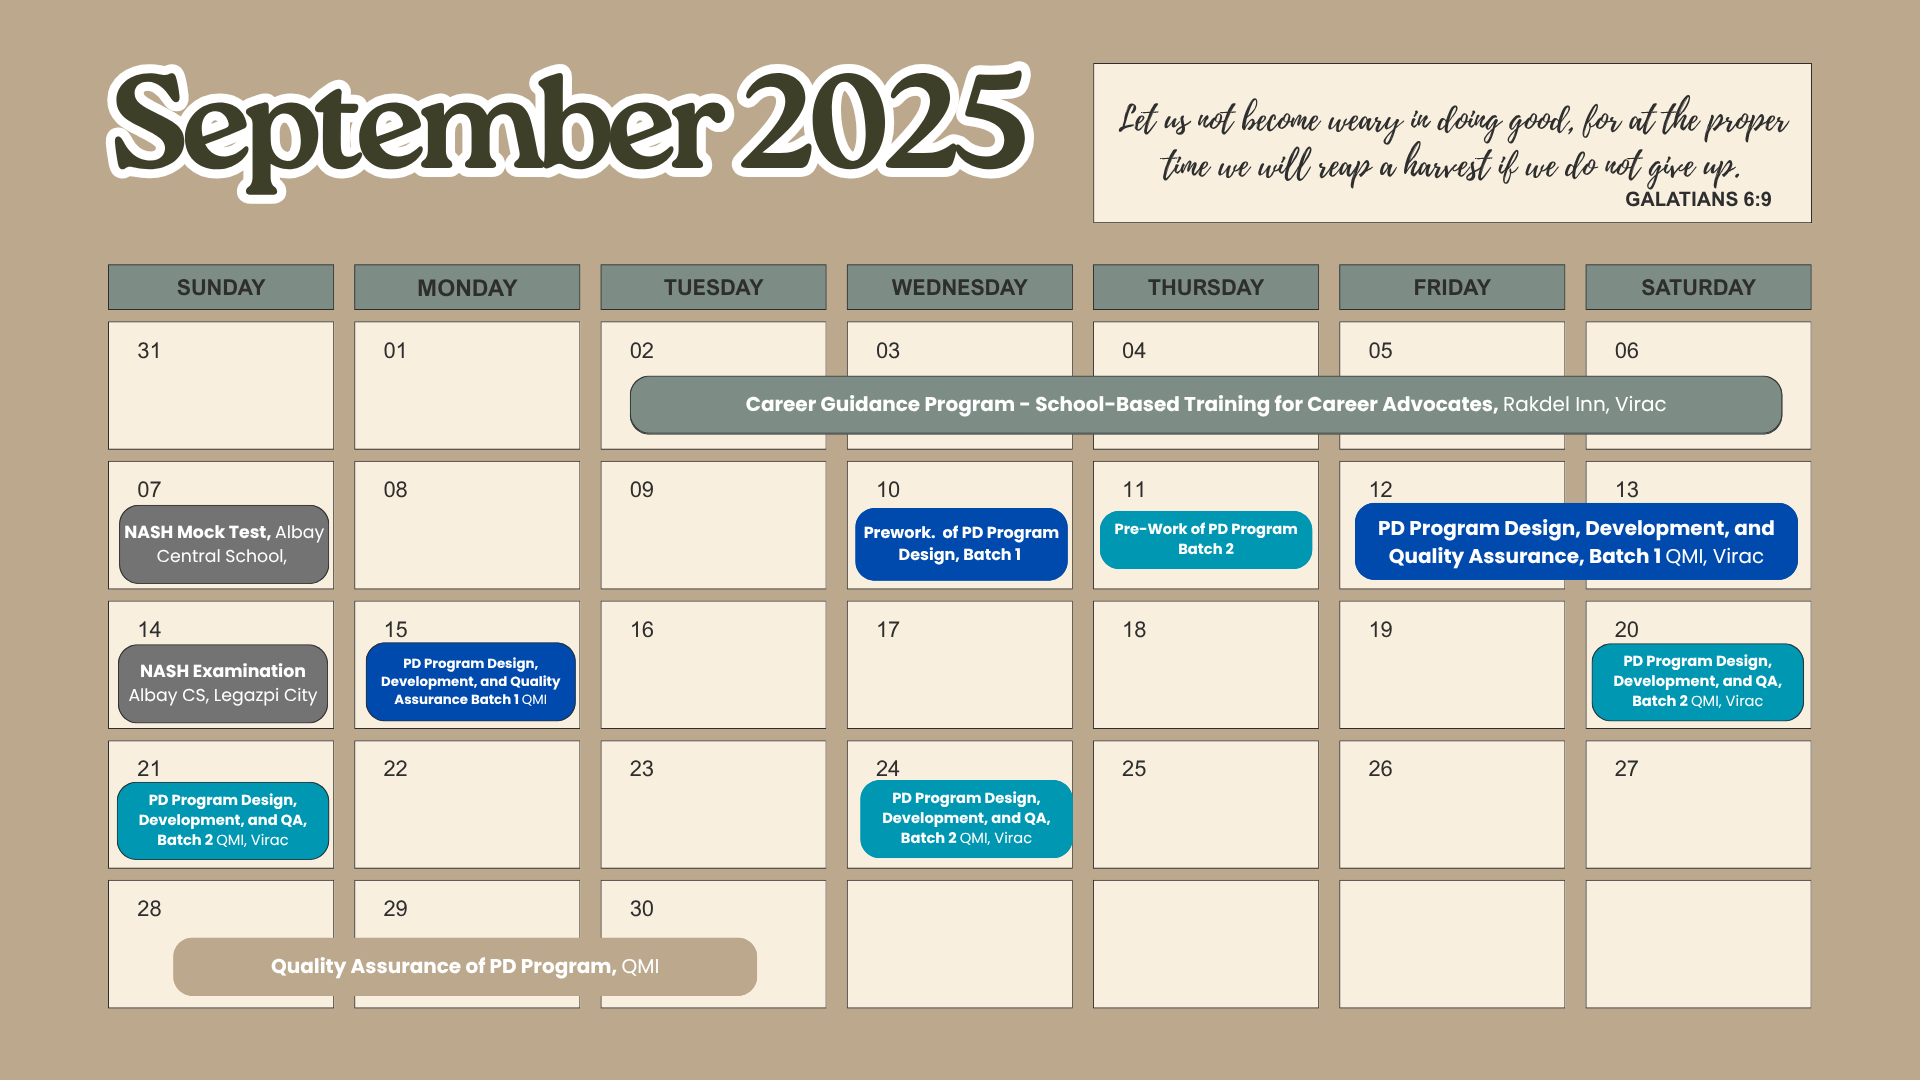 September 2025
Let us not become weary in doing good, for at the proper
time we will reap a harvest if we do not give up.
GALATIANS 6:9
SUNDAY MONDAY TUESDAY WEDNESDAY THURSDAY FRIDAY SATURDAY
31 01 02 03 04 05 06
Career Guidance Program - School-Based Training for Career Advocates, Rakdel Inn, Virac
07 08 09 10 11 12 13
NASH Mock Test, Albay
Central School,
Prework. of PD Program
Design, Batch 1
Pre-Work of PD Program
Batch 2
PD Program Design, Development, and
Quality Assurance, Batch 1 QMI, Virac
14 15 16 17 18 19 20
NASH Examination
Albay CS, Legazpi City
PD Program Design,
Development, and Quality
Assurance Batch 1 QMI
PD Program Design,
Development, and QA,
Batch 2 QMI, Virac
21 22 23 24 25 26 27
PD Program Design,
Development, and QA,
Batch 2 QMI, Virac
PD Program Design,
Development, and QA,
Batch 2 QMI, Virac
28 29 30
Quality Assurance of PD Program, QMI